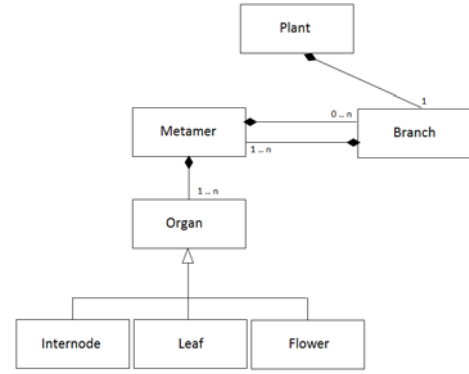 Plant
1
0 .. n
Metamer
Branch
1 .. n
1 .. n
Organ
Internode
Leaf
Flower